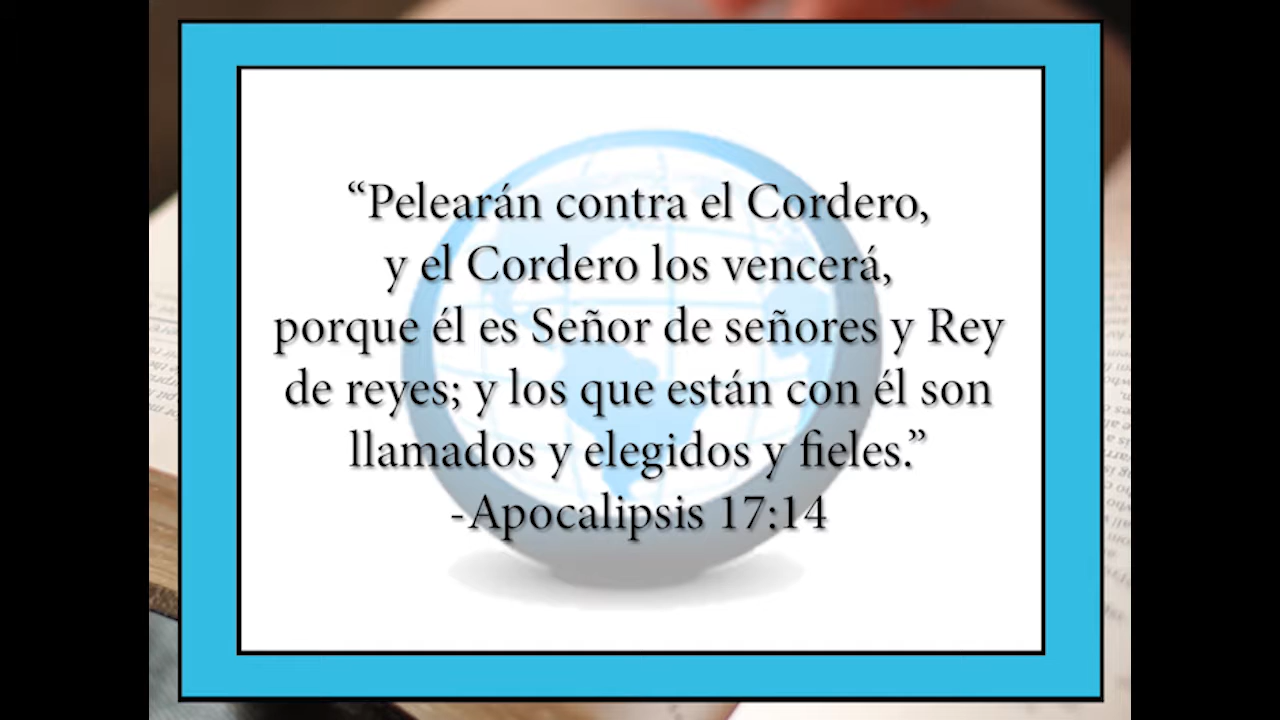 “Pelearán contra el Cordero,
y el Cordero los vencerá,
porque él es Señor de señores y Rey
de reyes; y los que están con él son
llamados y elegidos y fieles.”
-Apocalipsis 17:14